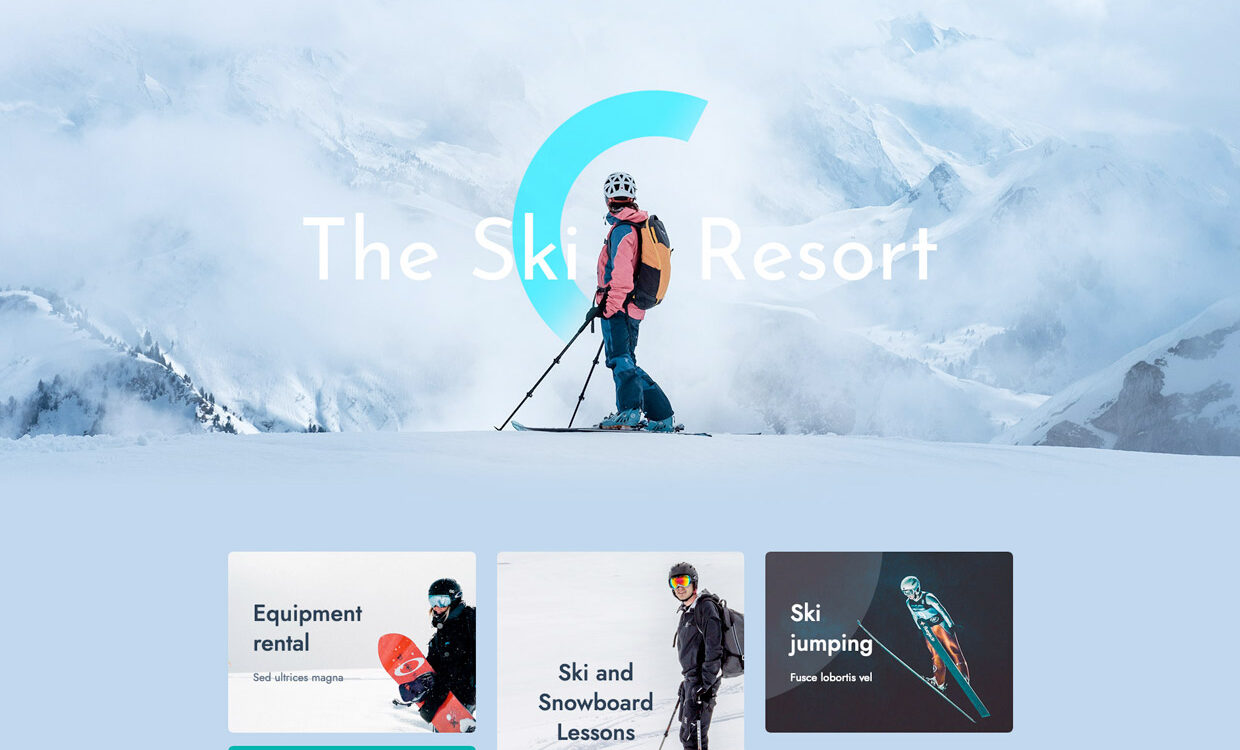 The Ski Resort
Equipment
rental
Sed ultrices magna
Ski and
Snowboard
Lessons
Ski
jumping
Fusce lobortis vel